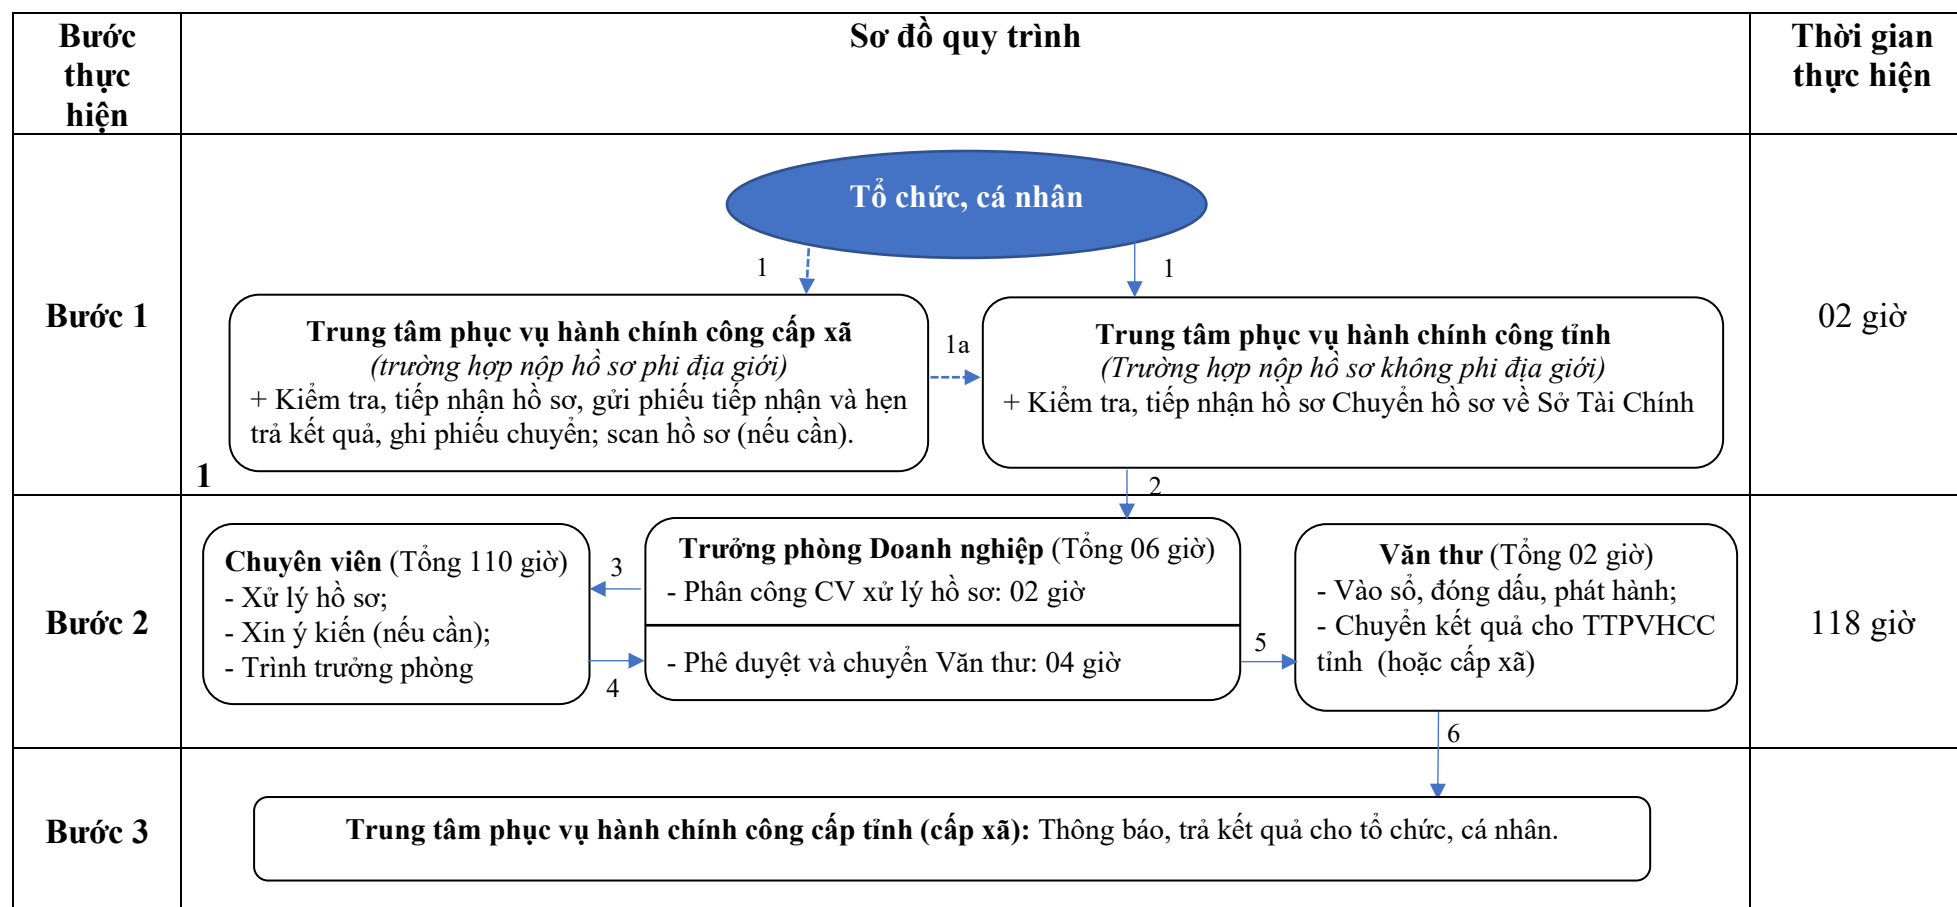 Bước
thực
hiện
Sơ đồ quy trình
Thời gian
thực hiện
Bước 1
Tổ chức, cá nhân
1
1
Trung tâm phục vụ hành chính công cấp xã
(trường hợp nộp hồ sơ phi địa giới)
+ Kiểm tra, tiếp nhận hồ sơ, gửi phiếu tiếp nhận và hẹn
trả kết quả, ghi phiếu chuyển; scan hồ sơ (nếu cần).
1a
Trung tâm phục vụ hành chính công tỉnh
(Trường hợp nộp hồ sơ không phi địa giới)
+ Kiểm tra, tiếp nhận hồ sơ Chuyển hồ sơ về Sở Tài Chính
02 giờ
1
2
Bước 2
Chuyên viên (Tổng 110 giờ)
- Xử lý hồ sơ;
- Xin ý kiến (nếu cần);
- Trình trưởng phòng
3
4
Trưởng phòng Doanh nghiệp (Tổng 06 giờ)
- Phân công CV xử lý hồ sơ: 02 giờ
- Phê duyệt và chuyển Văn thư: 04 giờ
5
Văn thư (Tổng 02 giờ)
- Vào sổ, đóng dấu, phát hành;
- Chuyển kết quả cho TTPVHCC
tỉnh (hoặc cấp xã)
118 giờ
6
Bước 3
Trung tâm phục vụ hành chính công cấp tỉnh (cấp xã): Thông báo, trả kết quả cho tổ chức, cá nhân.